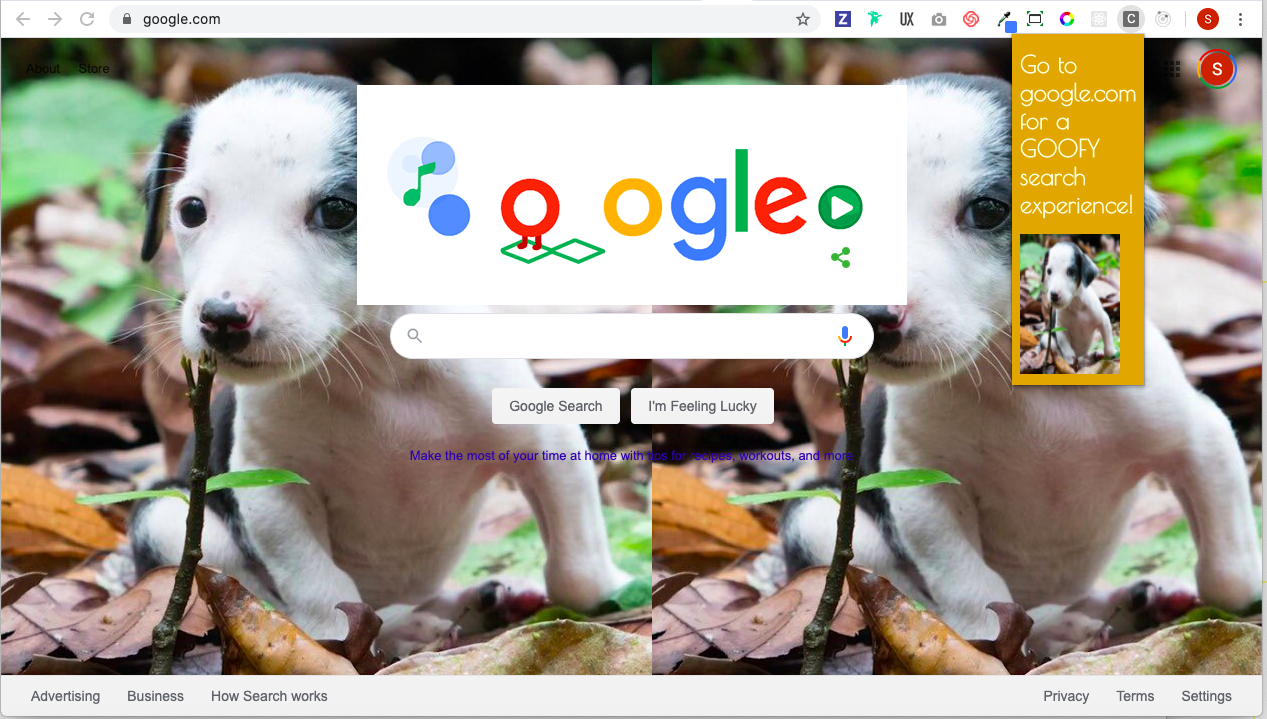 google.com
UX
C
S
About Store
S
Go to
google.com
for a
GOOFY
search
experience!
oogle
Google Search
I'm Feeling Lucky
Make the most of your time at home with tips for recipes, workouts, and more
Advertising Business How Search works
Privacy Terms Settings